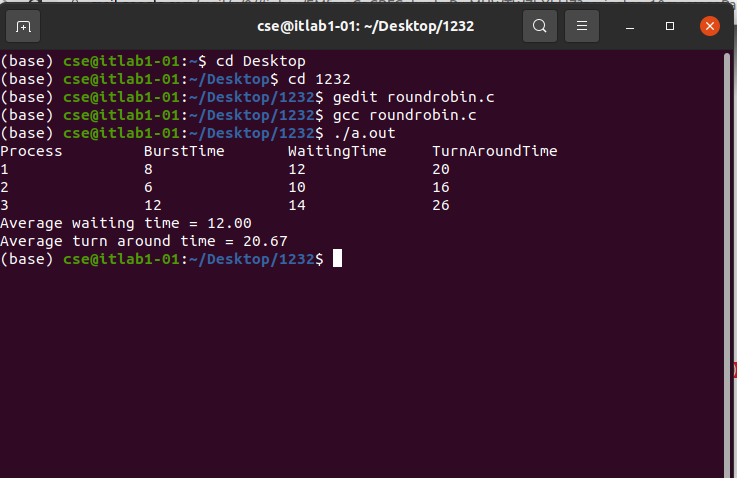 cse@itlab1-01: ~/Desktop/1232
(base) cse@itlab1-01:~$ cd Desktop
(base) cse@itlab1-01:~/Desktop$ cd 1232
(base) cse@itlab1-01:~/Desktop/1232$ gedit roundrobin.c
(base) cse@itlab1-01:~/Desktop/1232$ gcc roundrobin.c
(base) cse@itlab1-01:~/Desktop/1232$ ./a.out
Process BurstTime WaitingTime TurnAroundTime
1 8 12 20
2 6 10 16
3 12 14 26
Average waiting time = 12.00
Average turn around time = 20.67
(base) cse@itlab1-01:~/Desktop/1232$